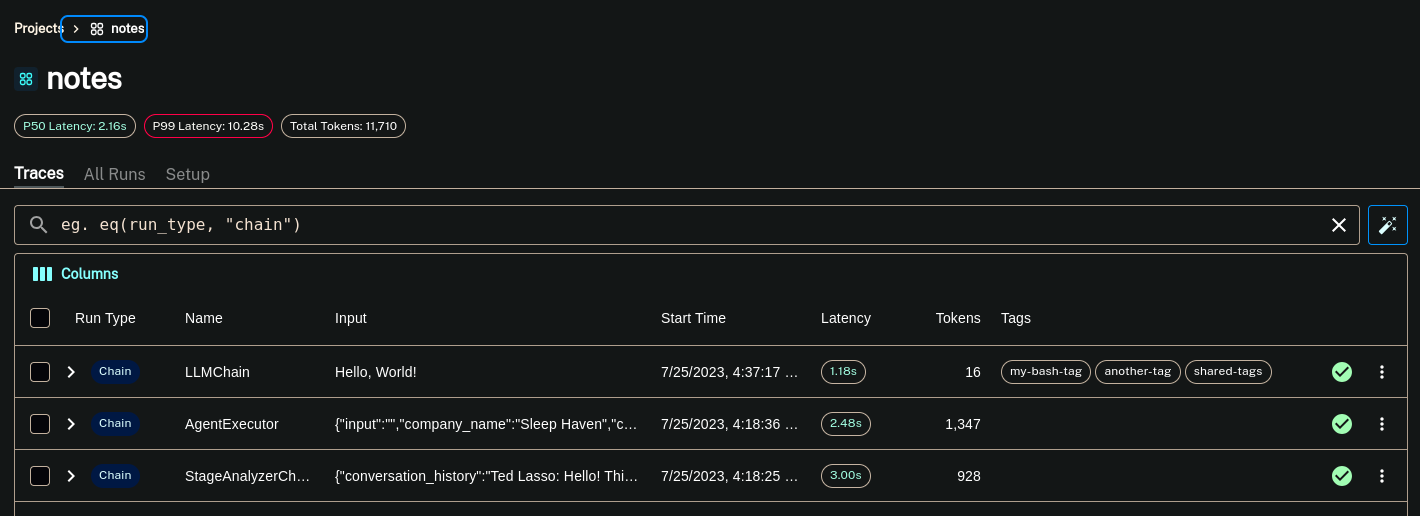 Projects > notes
notes
P50 Latency: 2.16s P99 Latency: 10.28s Total Tokens: 11,710
Traces All Runs Setup
eg. eq(run_type, "chain")
Columns
Run Type Name Input Start Time Latency Tokens Tags
Chain LLMChain Hello, World! 7/25/2023, 4:37:17 … 1.18s 16 my-bash-tag another-tag shared-tags
Chain AgentExecutor {"input":"","company_name":"Sleep Haven","c… 7/25/2023, 4:18:36 … 2.48s 1,347
Chain StageAnalyzerCh… {"conversation_history":"Ted Lasso: Hello! Thi… 7/25/2023, 4:18:25 … 3.00s 928